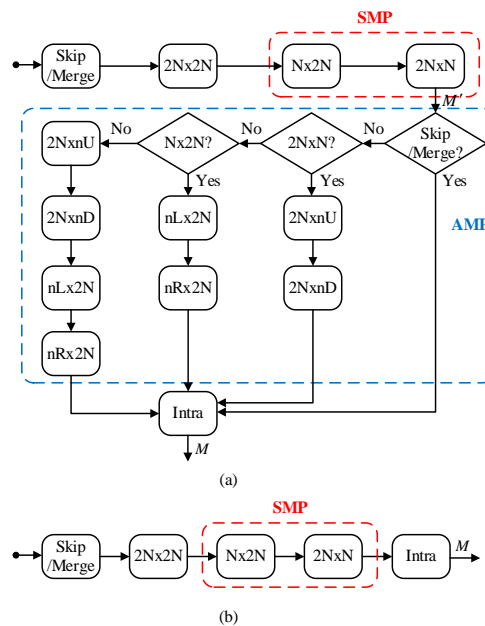 SMP
Skip
/Merge
2Nx2N
Nx2N
2NxN
M'
AMP
2NxnU
No
Nx2N?
No
2NxN?
No
Skip
/Merge?
Yes
Yes
Yes
2NxnD
nLx2N
2NxnU
nLx2N
nRx2N
2NxnD
nRx2N
Intra
M
(a)
SMP
Skip
/Merge
2Nx2N
Nx2N
2NxN
Intra
M
(b)